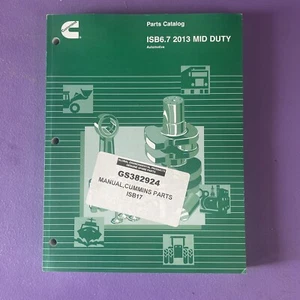 Parts Catalog
ISB6.7 2013 MID DUTY
Automotive
GS382924
MANUAL,CUMMINS PARTS
ISB17